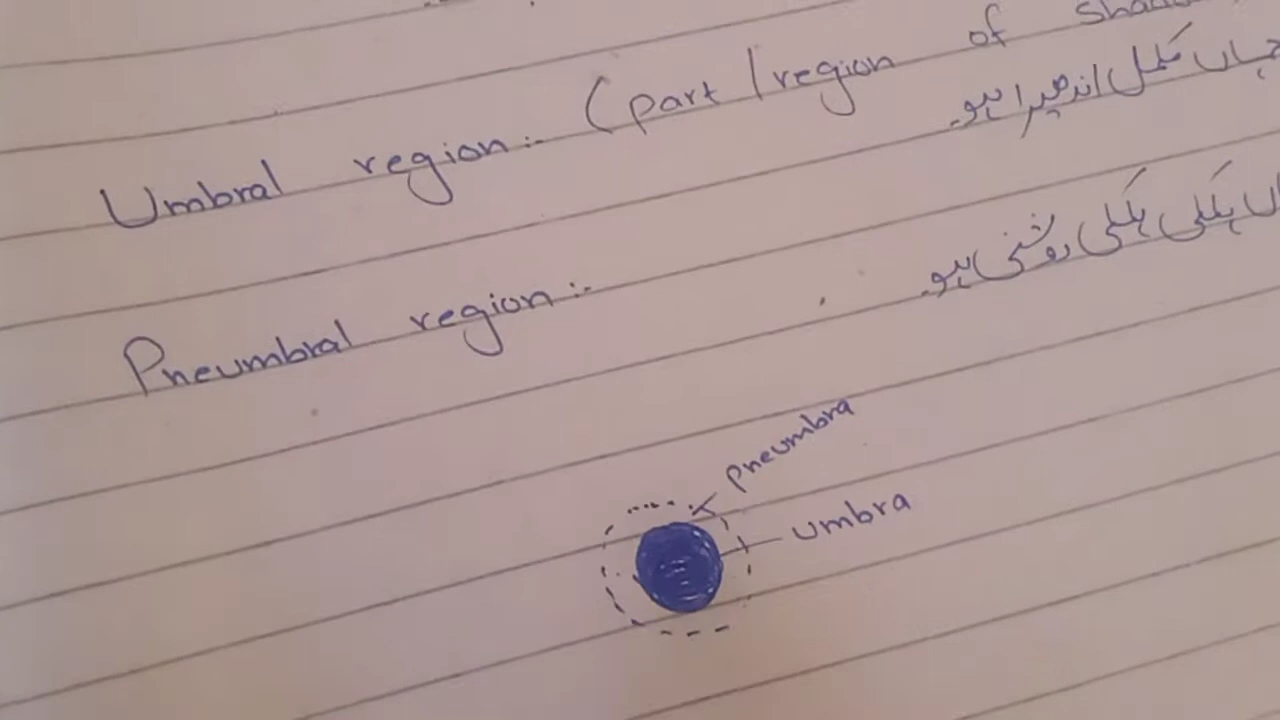 Umbral region:- (part / region of
جہاں مکمل اندھیرا ہو۔
Pneumbral region:-
ہلکی ہلکی روشنی ہو۔
pneumbra
umbra